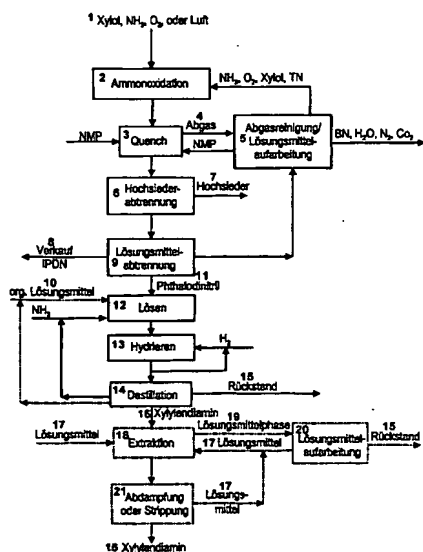 1 Xylol, NH3, O2, oder Luft
2 Ammonoxidation
NH3, O2, Xylol, TN
4
Abgas
NMP
3 Quench
NMP
Abgasreinigung/
5 Lösungsmittel-
aufarbeitung
BN, H2O, N2, Co2
6 Hochsieder-
abtrennung
7
Hochsieder
8
Verkauf
IPDN
Lösungsmittel-
9 abtrennung
11
Phthalodinitril
10
org. Lösungsmittel
NH3
12 Lösen
13 Hydrieren
H2
14 Destillation
15
Rückstand
16 Xylylendiamin
17
Lösungsmittel
18 Extraktion
19
Lösungsmittelphase
17 Lösungsmittel
20
Lösungsmittel-
aufarbeitung
15
Rückstand
21 Abdampfung
oder Strippung
17
Lösungs-
mittel
16 Xylylendiamin